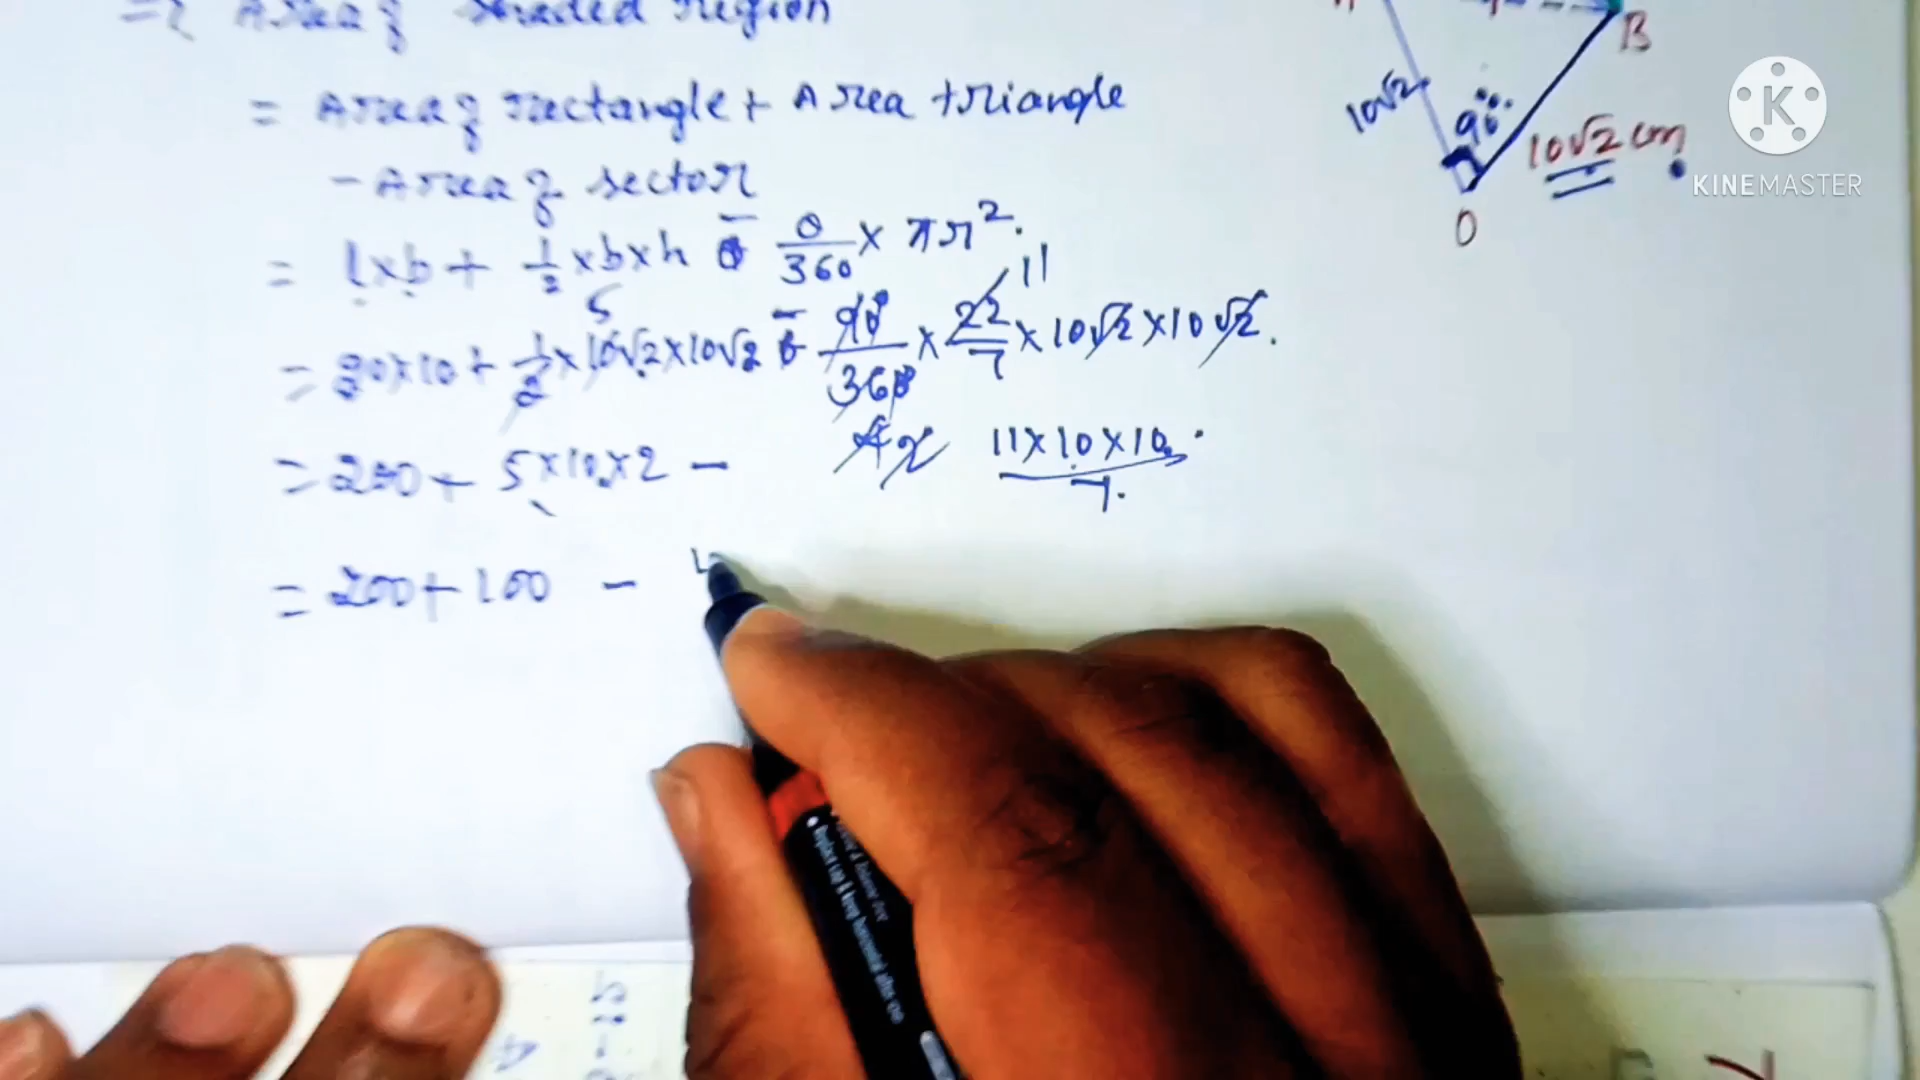 => Area of shaded region
= Area of rectangle + Area triangle
- Area of sector
= l×b + 1/2 ×b×h - θ/360 × πr².
5
11
= 20×10 + 1/2 × 10√2×10√2 - 90°/360° × 22/7 × 10√2 ×10√2.
= 200 + 5×10×2 - 11×10×10/7.
= 200+100 -
B
10√2
90°
10√2 cm
O
K
KINEMASTER